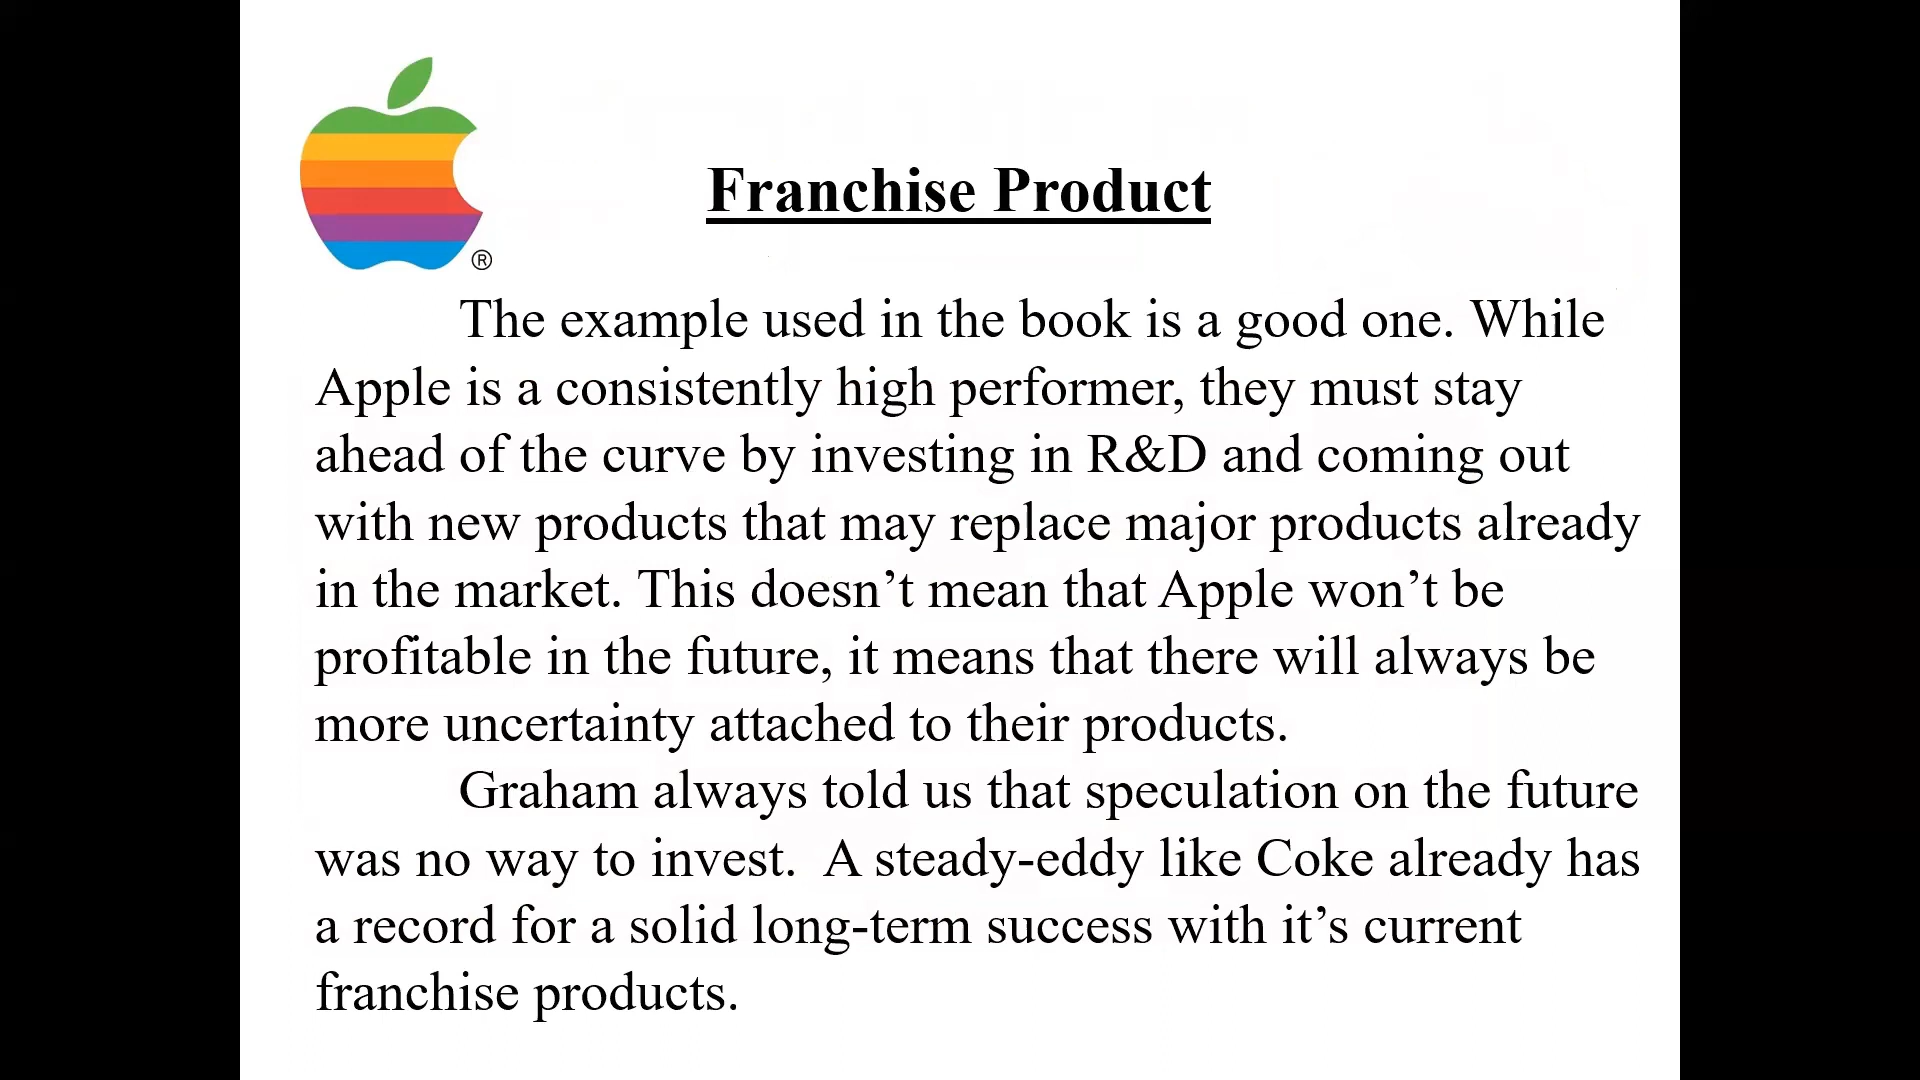 Franchise Product
®
The example used in the book is a good one. While
Apple is a consistently high performer, they must stay
ahead of the curve by investing in R&D and coming out
with new products that may replace major products already
in the market. This doesn’t mean that Apple won’t be
profitable in the future, it means that there will always be
more uncertainty attached to their products.
Graham always told us that speculation on the future
was no way to invest.  A steady-eddy like Coke already has
a record for a solid long-term success with it’s current
franchise products.